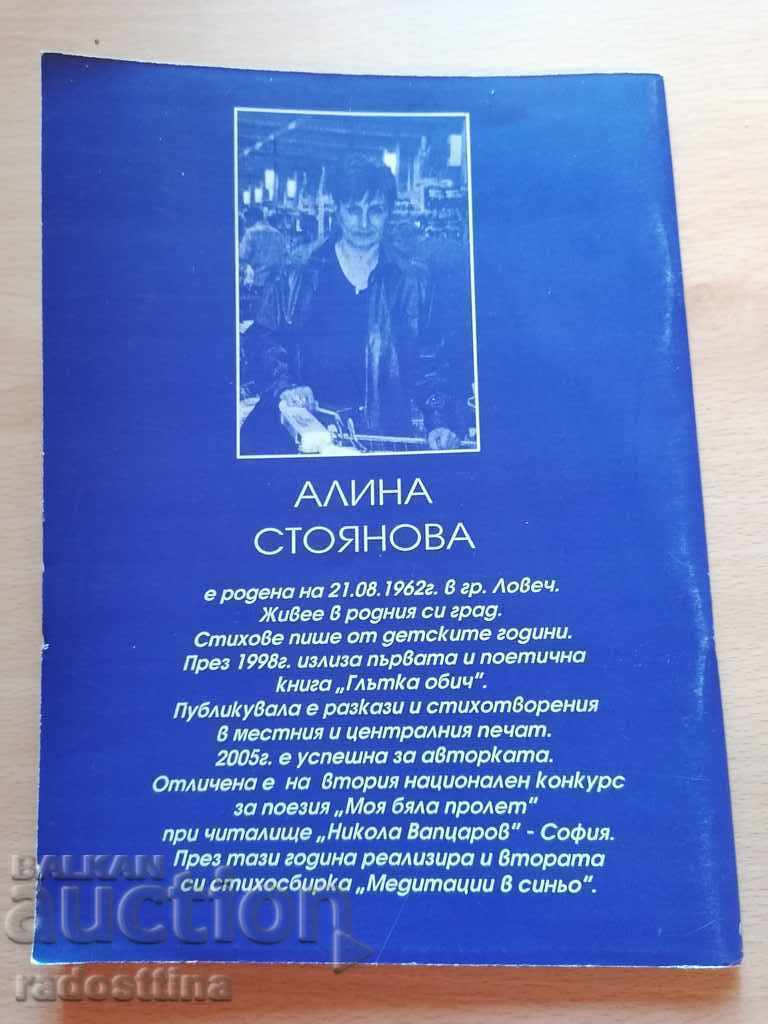 АЛИНА
СТОЯНОВА
е родена на 21.08.1962г. в гр. Ловеч.
Живее в родния си град.
Стихове пише от детските години.
През 1998г. излиза първата и поетична
книга „Глътка обич".
Публикувала е разкази и стихотворения
в местния и централния печат.
2005г. е успешна за авторката.
Отличена е на втория национален конкурс
за поезия „Моя бяла пролет"
при читалище „Никола Вапцаров" - София.
През тази година реализира и втората
си стихосбирка „Медитации в синьо".
BALKAN
auction
radosttina